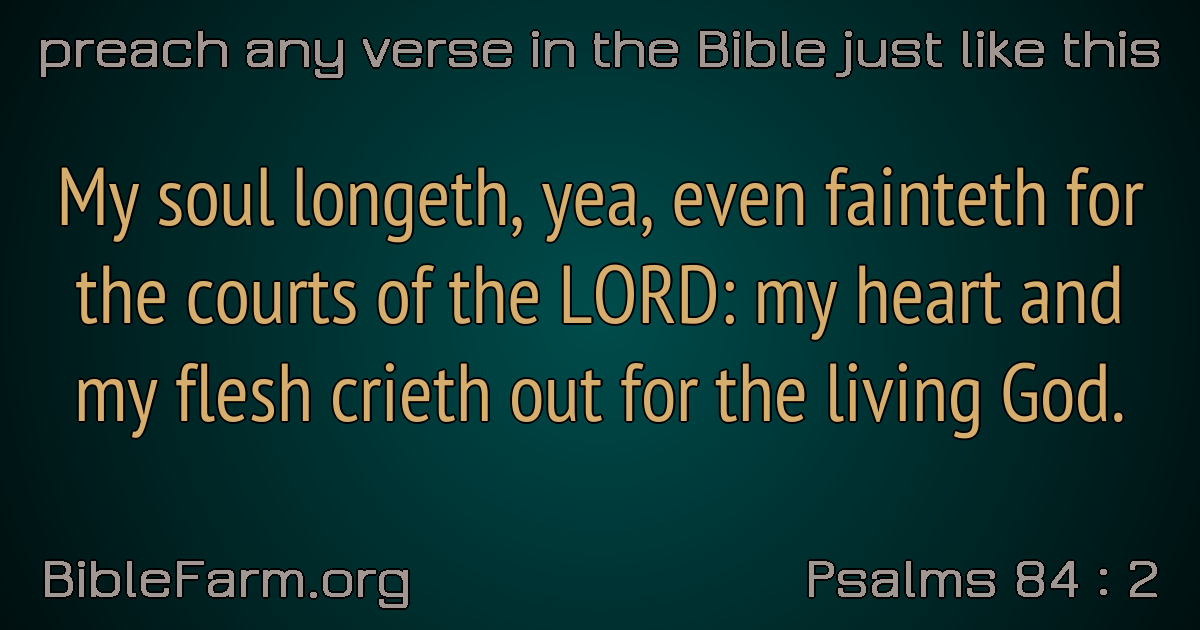 preach any verse in the Bible just like this
My soul longeth, yea, even fainteth for
the courts of the LORD: my heart and
my flesh crieth out for the living God.
BibleFarm.org
Psalms 84 : 2